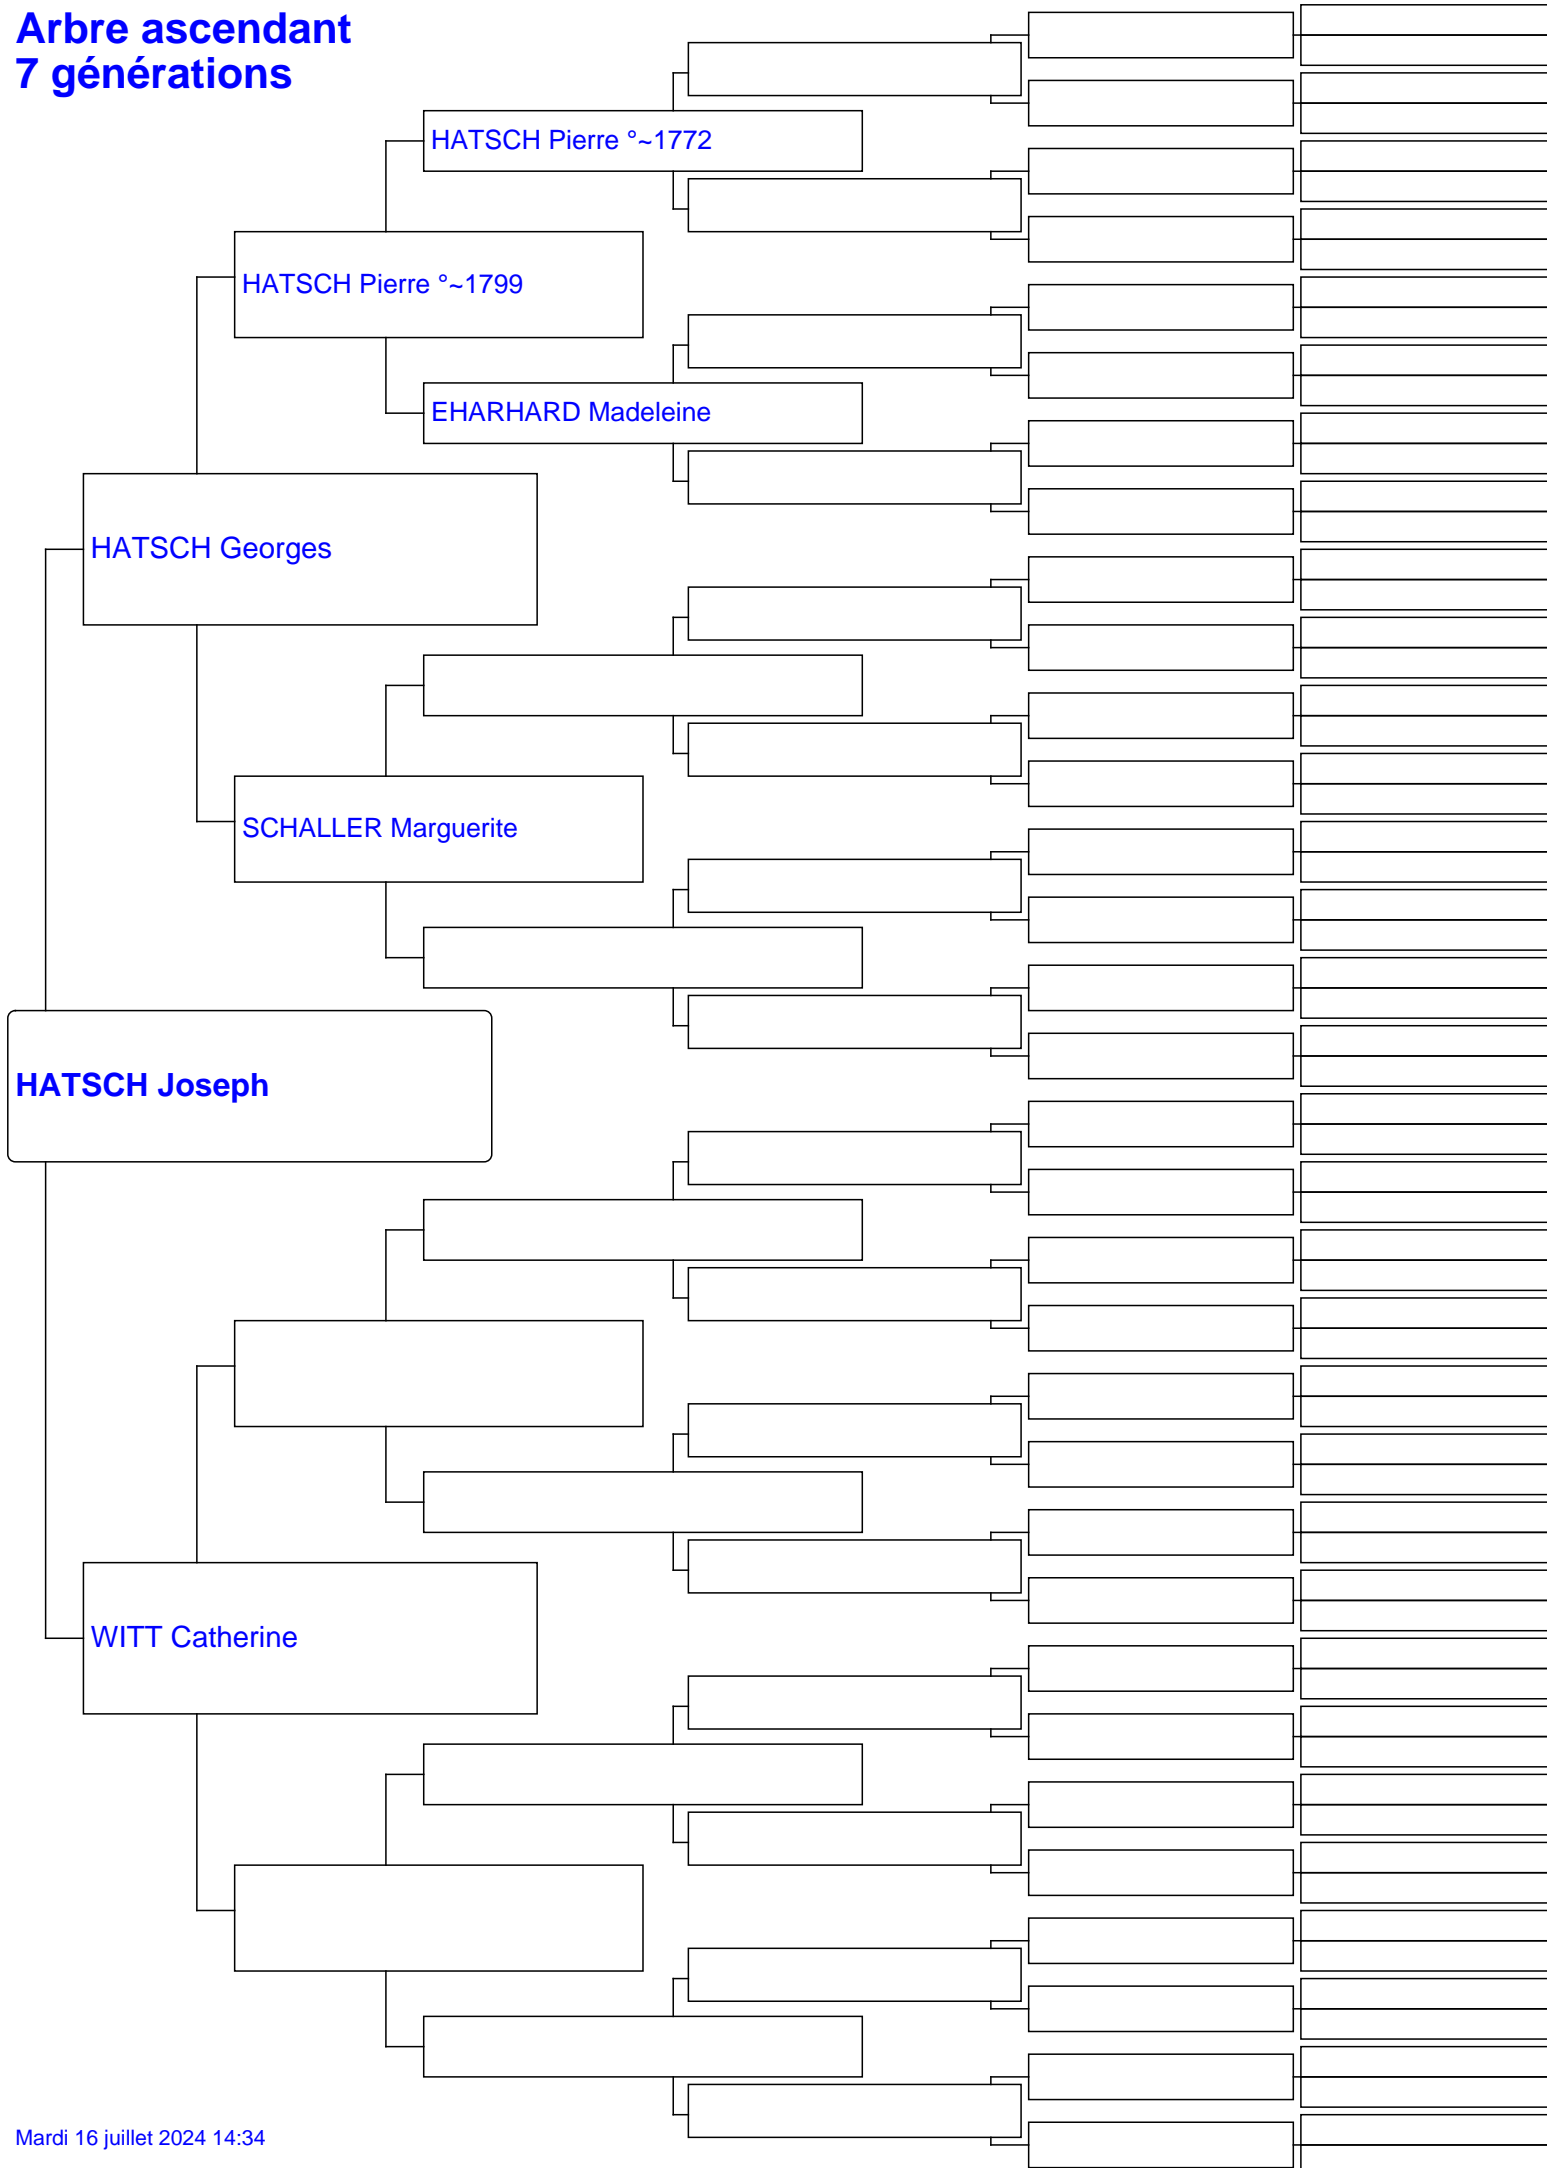 Arbre ascendant
7 générations
HATSCH Pierre °~1772
HATSCH Pierre °~1799
EHARHARD Madeleine
HATSCH Georges
SCHALLER Marguerite
HATSCH Joseph
WITT Catherine
Mardi 16 juillet 2024 14:34